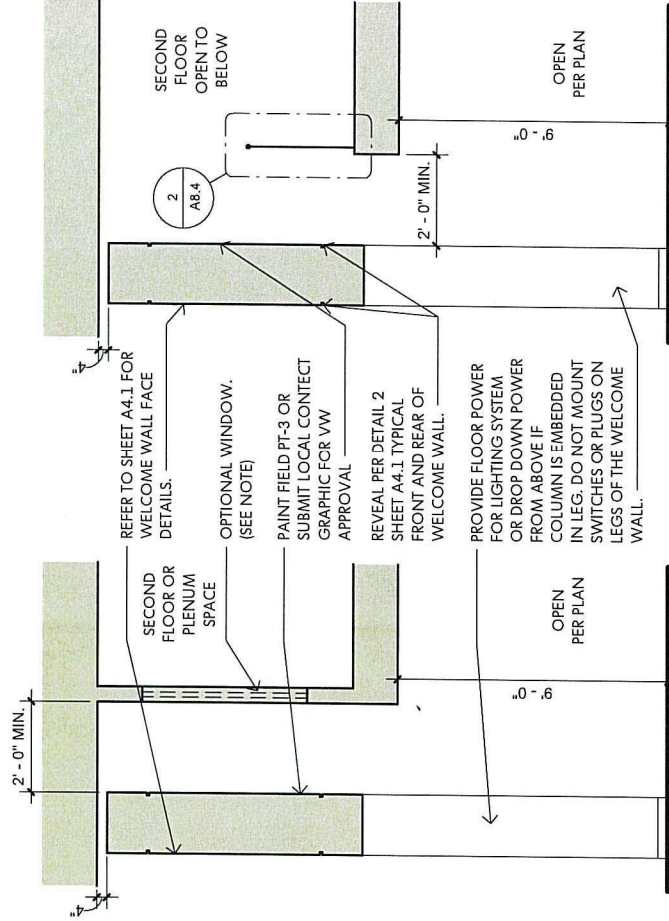 4"
2' - 0" MIN.
REFER TO SHEET A4.1 FOR
WELCOME WALL FACE
DETAILS.
SECOND
FLOOR OR
PLENUM
SPACE
OPTIONAL WINDOW.
(SEE NOTE)
PAINT FIELD PT-3 OR
SUBMIT LOCAL CONTECT
GRAPHIC FOR VW
APPROVAL
REVEAL PER DETAIL 2
SHEET A4.1 TYPICAL
FRONT AND REAR OF
WELCOME WALL.
PROVIDE FLOOR POWER
FOR LIGHTING SYSTEM
OR DROP DOWN POWER
FROM ABOVE IF
COLUMN IS EMBEDDED
IN LEG. DO NOT MOUNT
SWITCHES OR PLUGS ON
LEGS OF THE WELCOME
WALL.
9' - 0"
OPEN
PER PLAN
4"
2
A8.4
SECOND
FLOOR
OPEN TO
BELOW
2' - 0" MIN.
9' - 0"
OPEN
PER PLAN